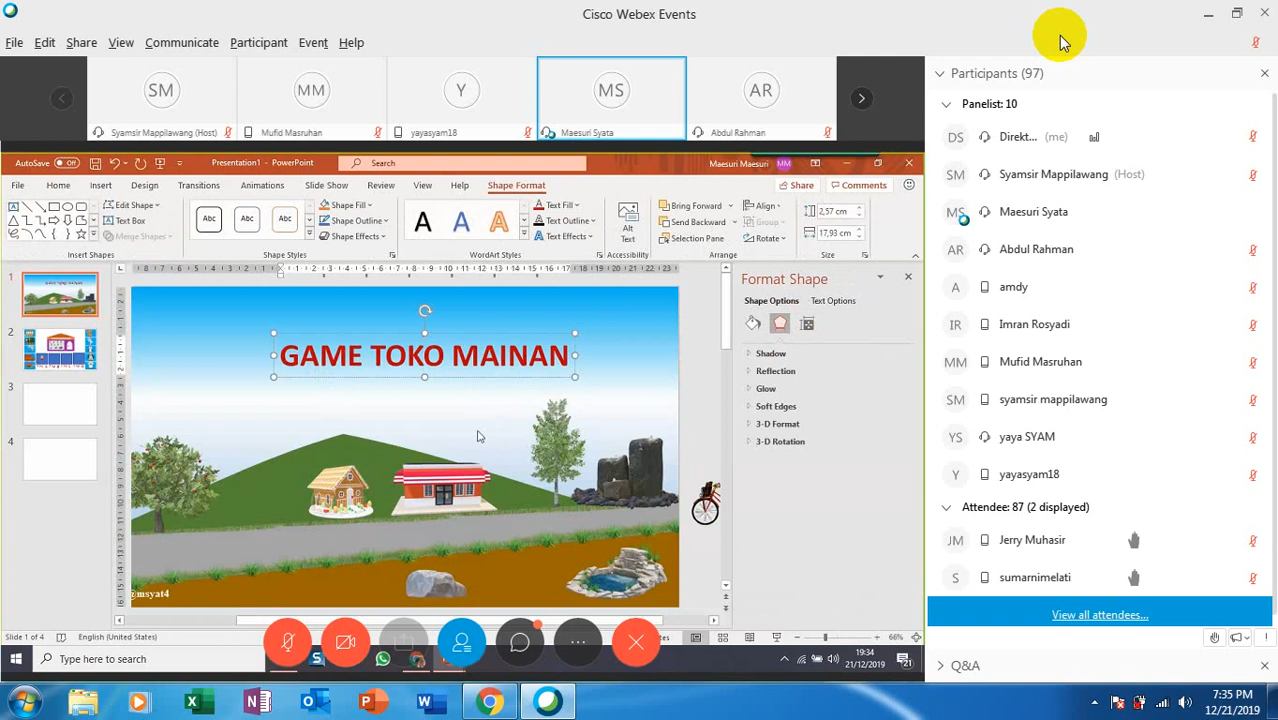 Cisco Webex Events
File Edit Share View Communicate Participant Event Help
SM MM Y MS AR
Syamsir Mappilawang (Host) Mufid Masruhan yayasyam18 Maesuri Syata Abdul Rahman
AutoSave Off Presentation1 - PowerPoint Search Maesuri Maesuri MM
File Home Insert Design Transitions Animations Slide Show Review View Help Shape Format Share Comments
Edit Shape
Text Box
Merge Shapes
Insert Shapes
Abc Abc Abc
Shape Fill
Shape Outline
Shape Effects
Shape Styles
A A A
Text Fill
Text Outline
Text Effects
WordArt Styles
Alt
Text
Accessibility
Bring Forward
Send Backward
Selection Pane
Align
Group
Rotate
Arrange
2,57 cm
17,93 cm
Size
1
2
3
4
GAME TOKO MAINAN
@msyat4
Format Shape
Shape Options Text Options
Shadow
Reflection
Glow
Soft Edges
3-D Format
3-D Rotation
Slide 1 of 4 English (United States) 66%
Type here to search
19:34
21/12/2019
21
Participants (97)
Panelist: 10
DS Direkt... (me)
SM Syamsir Mappilawang (Host)
MS Maesuri Syata
AR Abdul Rahman
A amdy
IR Imran Rosyadi
MM Mufid Masruhan
SM syamsir mappilawang
YS yaya SYAM
Y yayasyam18
Attendee: 87 (2 displayed)
JM Jerry Muhasir
S sumarnimelati
View all attendees...
Q&A
7:35 PM
12/21/2019